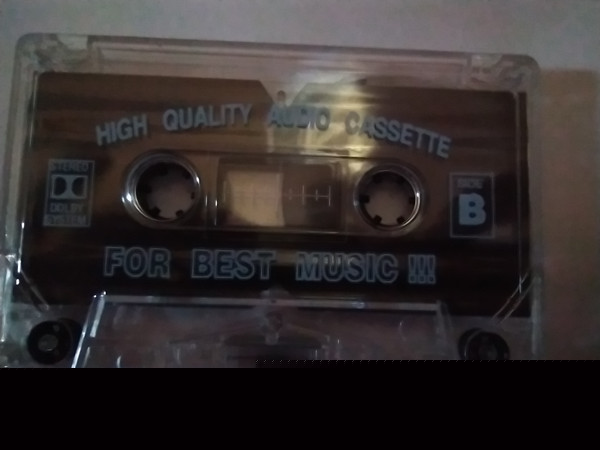 HIGH QUALITY AUDIO CASSETTE
STEREO
DOLBY
SYSTEM
SIDE
B
FOR BEST MUSIC !!!